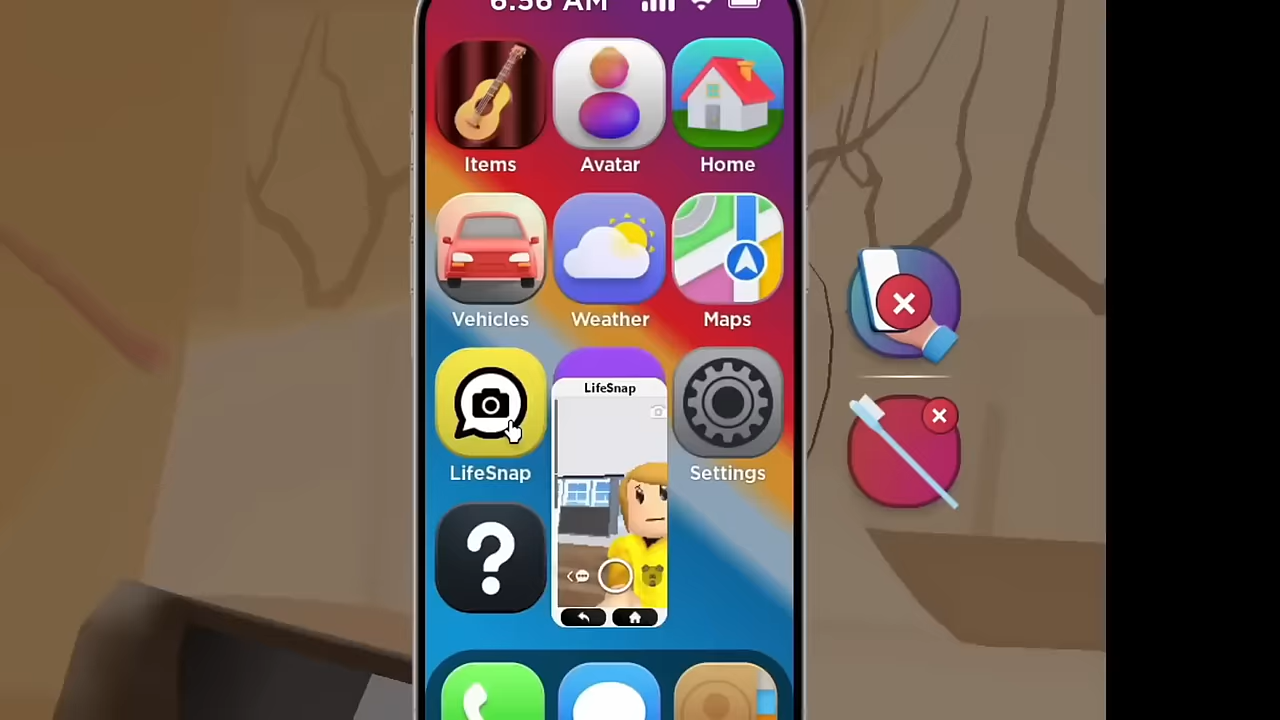 6:56 AM
Items
Avatar
Home
Vehicles
Weather
Maps
LifeSnap
LifeSnap
Settings
?